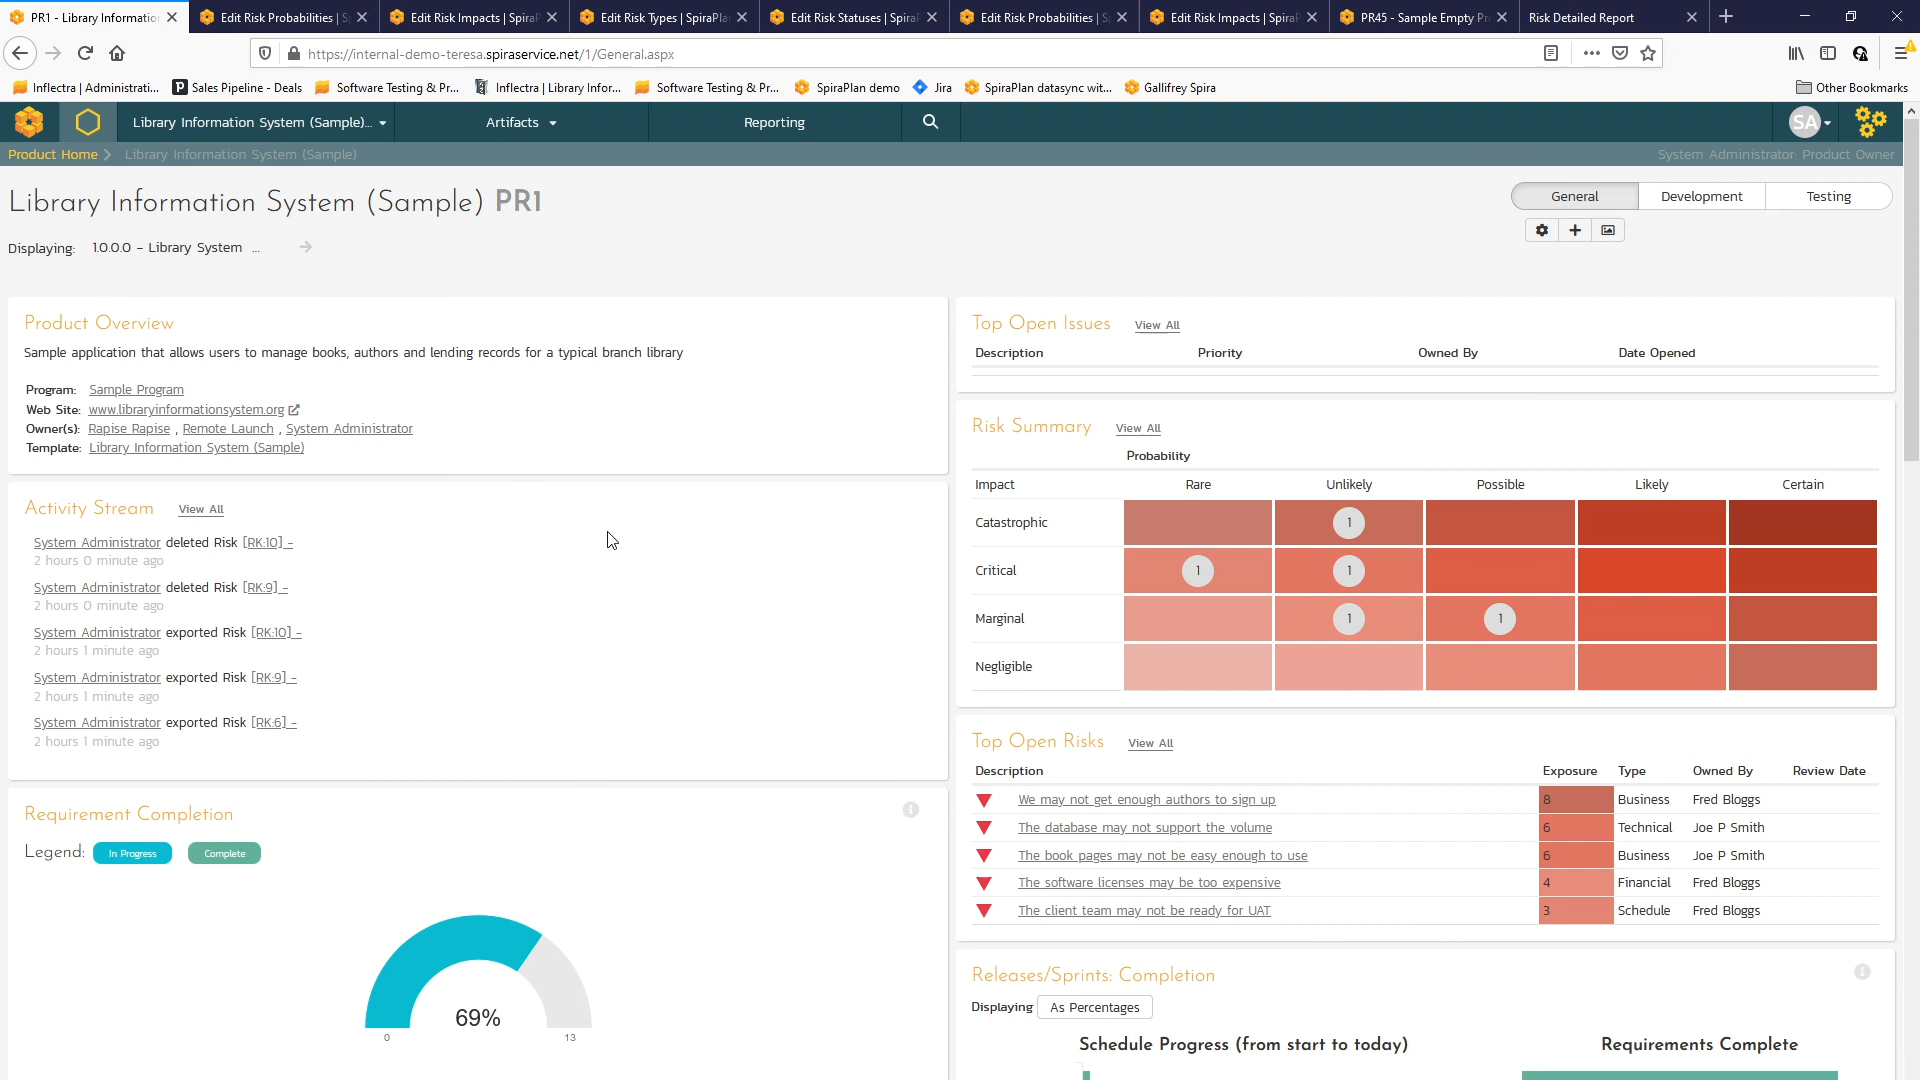 PR1 - Library Information
Edit Risk Probabilities | S
Edit Risk Impacts | SpiraP
Edit Risk Types | SpiraPlan
Edit Risk Statuses | SpiraP
Edit Risk Probabilities | S
Edit Risk Impacts | SpiraP
PR45 - Sample Empty Pr
Risk Detailed Report
https://internal-demo-teresa.spiraservice.net/1/General.aspx
Inflectra | Administrati...
Sales Pipeline - Deals
Software Testing & Pr...
Inflectra | Library Infor...
Software Testing & Pr...
SpiraPlan demo
Jira
SpiraPlan datasync wit...
Gallifrey Spira
Other Bookmarks
Library Information System (Sample)...
Artifacts
Reporting
SA
Product Home
Library Information System (Sample)
System Administrator: Product Owner
Library Information System (Sample) PR1
General
Development
Testing
Displaying: 1.0.0.0 - Library System ...
Product Overview
Sample application that allows users to manage books, authors and lending records for a typical branch library
Program: Sample Program
Web Site: www.libraryinformationsystem.org
Owner(s): Rapise Rapise , Remote Launch , System Administrator
Template: Library Information System (Sample)
Activity Stream View All
System Administrator deleted Risk [RK:10] -
2 hours 0 minute ago
System Administrator deleted Risk [RK:9] -
2 hours 0 minute ago
System Administrator exported Risk [RK:10] -
2 hours 1 minute ago
System Administrator exported Risk [RK:9] -
2 hours 1 minute ago
System Administrator exported Risk [RK:6] -
2 hours 1 minute ago
Requirement Completion
Legend: In Progress Complete
69%
0 13
Top Open Issues View All
Description Priority Owned By Date Opened
Risk Summary View All
Probability
Impact Rare Unlikely Possible Likely Certain
Catastrophic 1
Critical 1 1
Marginal 1 1
Negligible
Top Open Risks View All
Description Exposure Type Owned By Review Date
We may not get enough authors to sign up 8 Business Fred Bloggs
The database may not support the volume 6 Technical Joe P Smith
The book pages may not be easy enough to use 6 Business Joe P Smith
The software licenses may be too expensive 4 Financial Fred Bloggs
The client team may not be ready for UAT 3 Schedule Fred Bloggs
Releases/Sprints: Completion
Displaying As Percentages
Schedule Progress (from start to today)
Requirements Complete